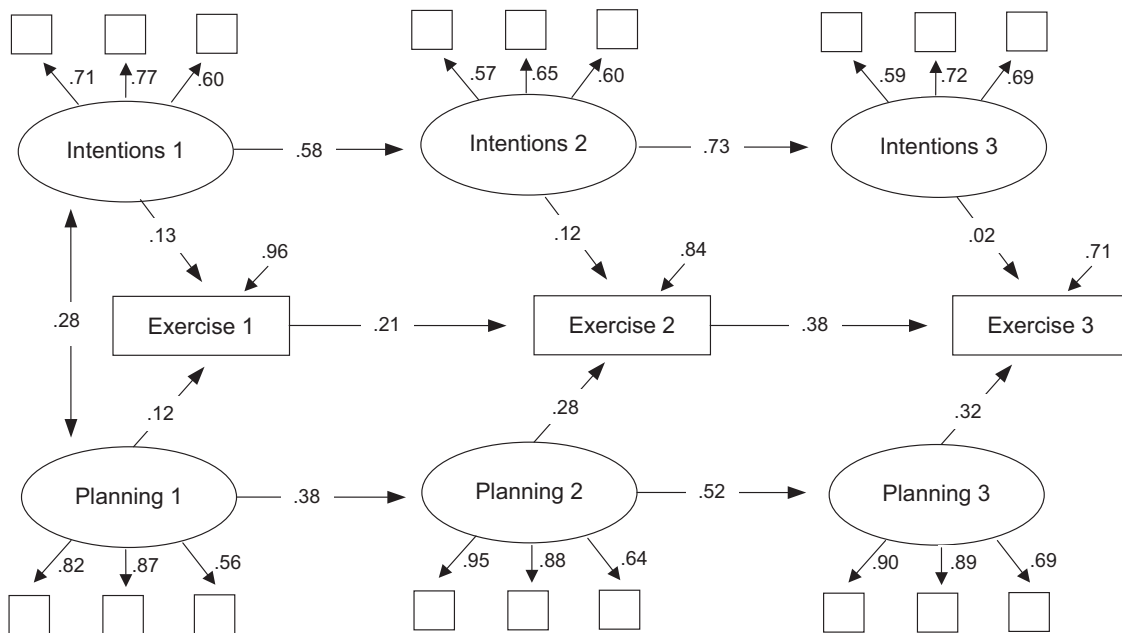 .71 .77 .60 .57 .65 .60 .59 .72 .69
Intentions 1 .58 Intentions 2 .73 Intentions 3
.13 .12 .02
.96 .84 .71
.28 Exercise 1 .21 Exercise 2 .38 Exercise 3
.12 .28 .32
Planning 1 .38 Planning 2 .52 Planning 3
.82 .87 .56 .95 .88 .64 .90 .89 .69